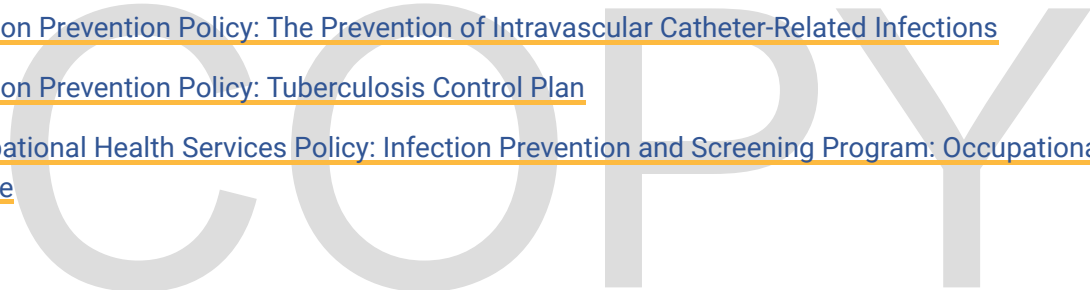 on Prevention Policy: The Prevention of Intravascular Catheter-Related Infections
on Prevention Policy: Tuberculosis Control Plan
ational Health Services Policy: Infection Prevention and Screening Program: Occupationa
e
COPY